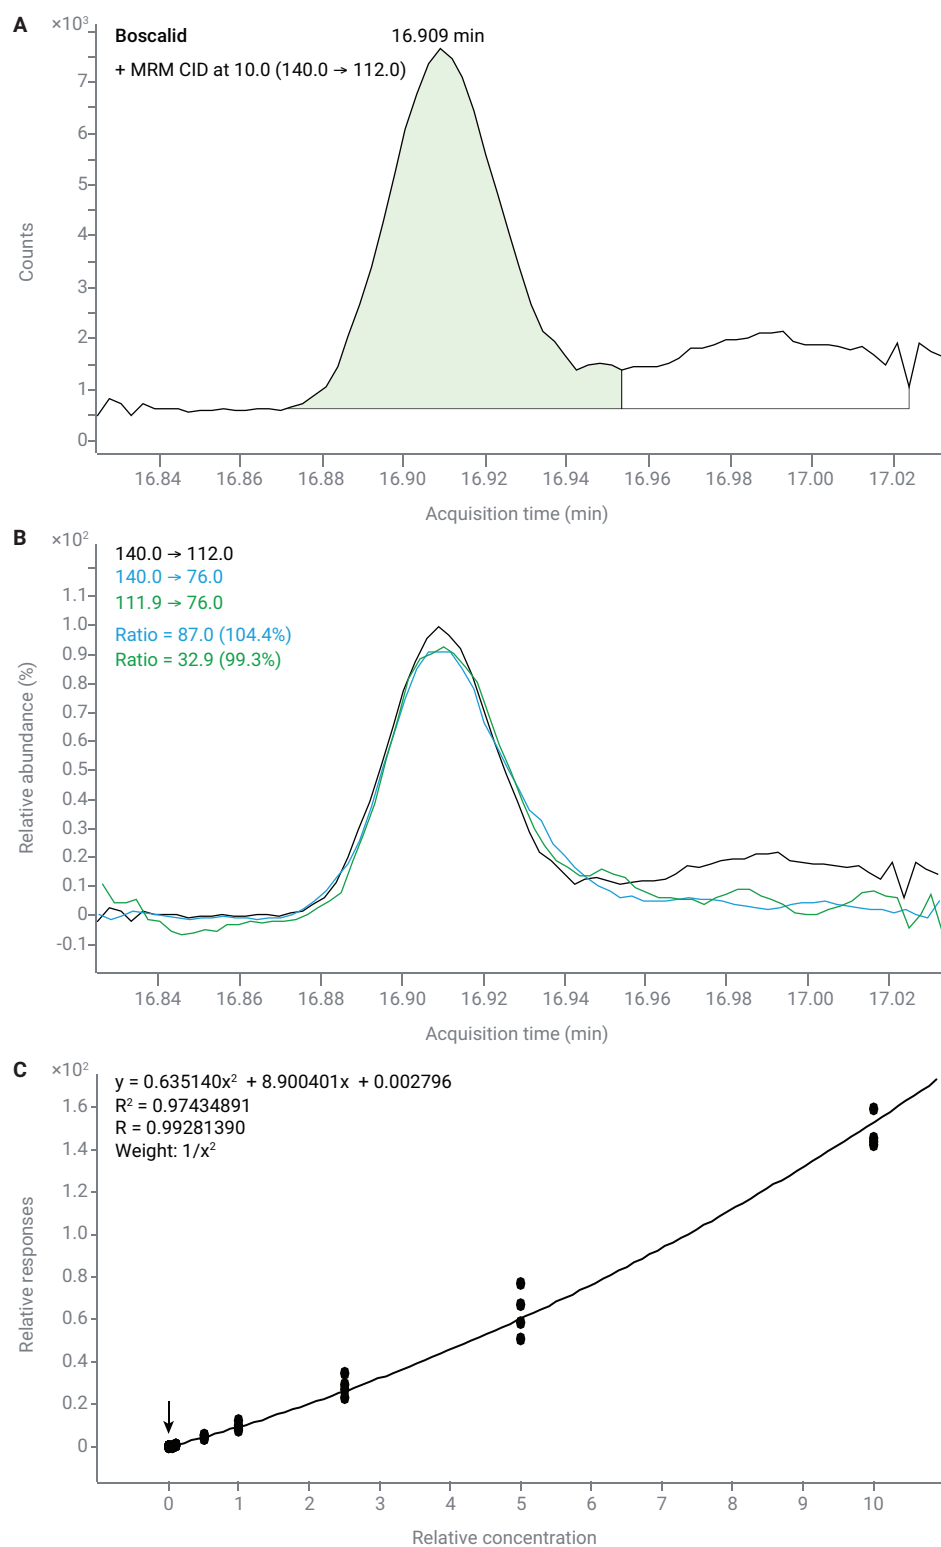 A
×10³
Boscalid
16.909 min
+ MRM CID at 10.0 (140.0 → 112.0)
7
6
5
4
3
2
1
0
Counts
16.84 16.86 16.88 16.90 16.92 16.94 16.96 16.98 17.00 17.02
Acquisition time (min)
B
×10²
140.0 → 112.0
140.0 → 76.0
111.9 → 76.0
Ratio = 87.0 (104.4%)
Ratio = 32.9 (99.3%)
1.1
1.0
0.9
0.8
0.7
0.6
0.5
0.4
0.3
0.2
0.1
0
-0.1
Relative abundance (%)
16.84 16.86 16.88 16.90 16.92 16.94 16.96 16.98 17.00 17.02
Acquisition time (min)
C
×10²
y = 0.635140x² + 8.900401x + 0.002796
R² = 0.97434891
R = 0.99281390
Weight: 1/x²
1.6
1.4
1.2
1.0
0.8
0.6
0.4
0.2
0
Relative responses
0 1 2 3 4 5 6 7 8 9 10
Relative concentration